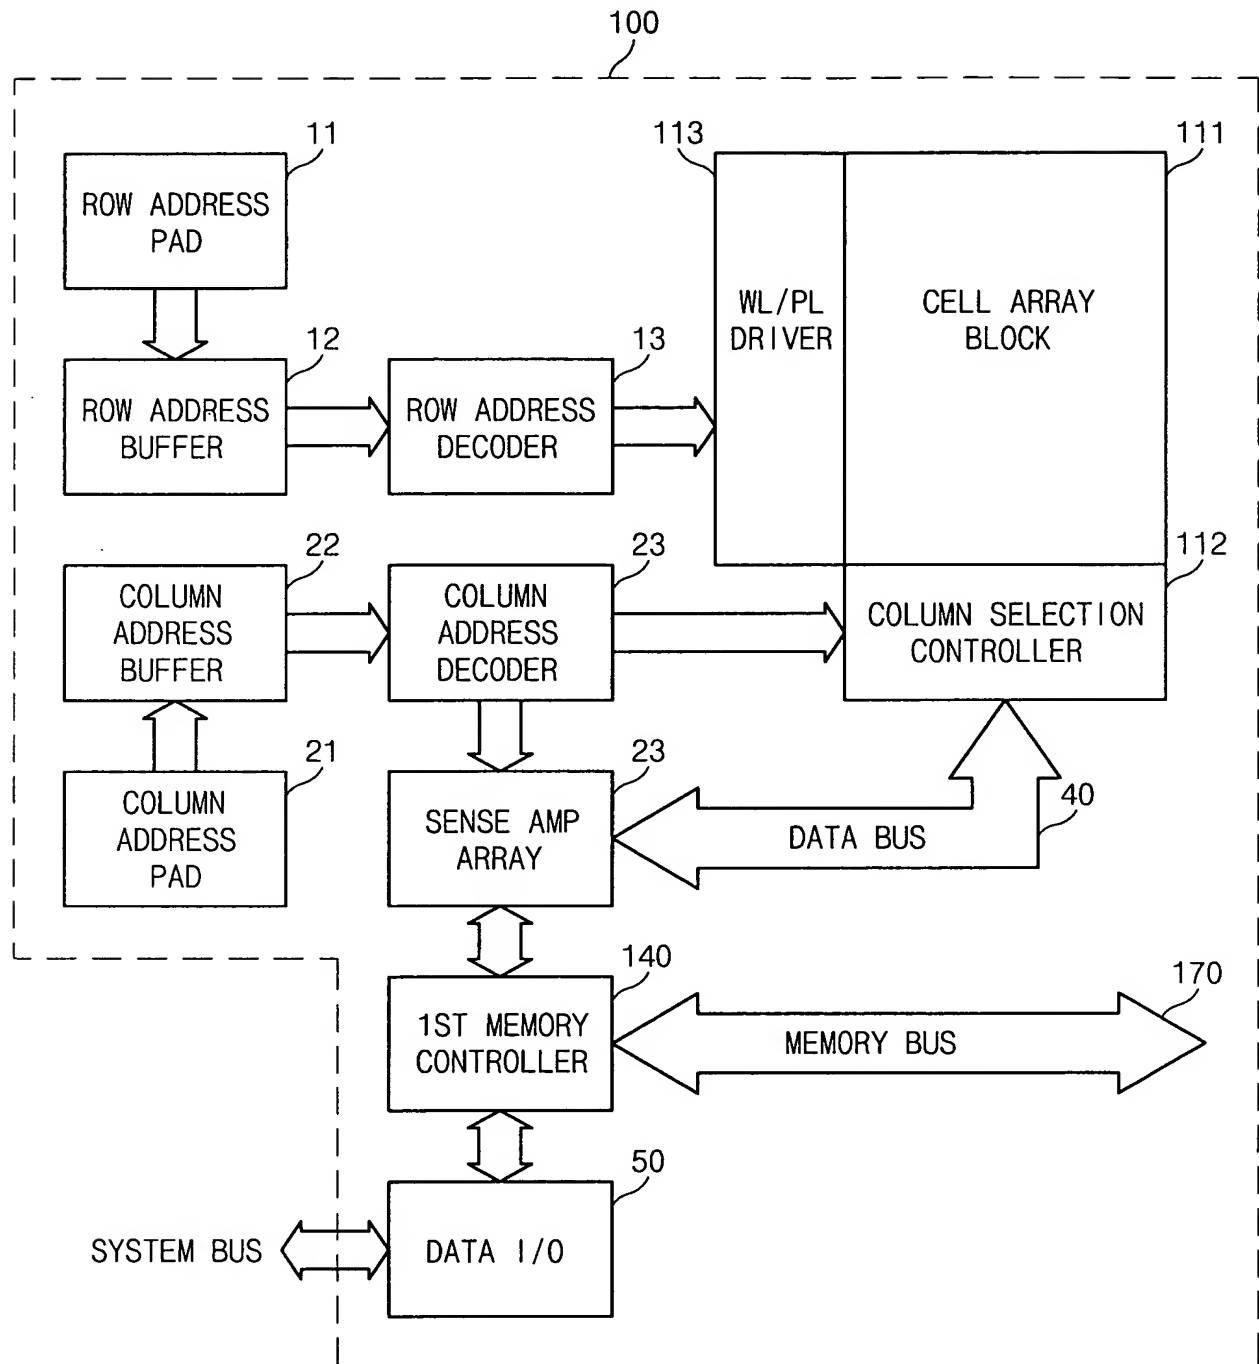 100
11
ROW ADDRESS
PAD
113
111
WL/PL
DRIVER
CELL ARRAY
BLOCK
12
ROW ADDRESS
BUFFER
13
ROW ADDRESS
DECODER
22
COLUMN
ADDRESS
BUFFER
23
COLUMN
ADDRESS
DECODER
112
COLUMN SELECTION
CONTROLLER
21
COLUMN
ADDRESS
PAD
23
SENSE AMP
ARRAY
DATA BUS
40
140
1ST MEMORY
CONTROLLER
MEMORY BUS
170
50
DATA I/O
SYSTEM BUS